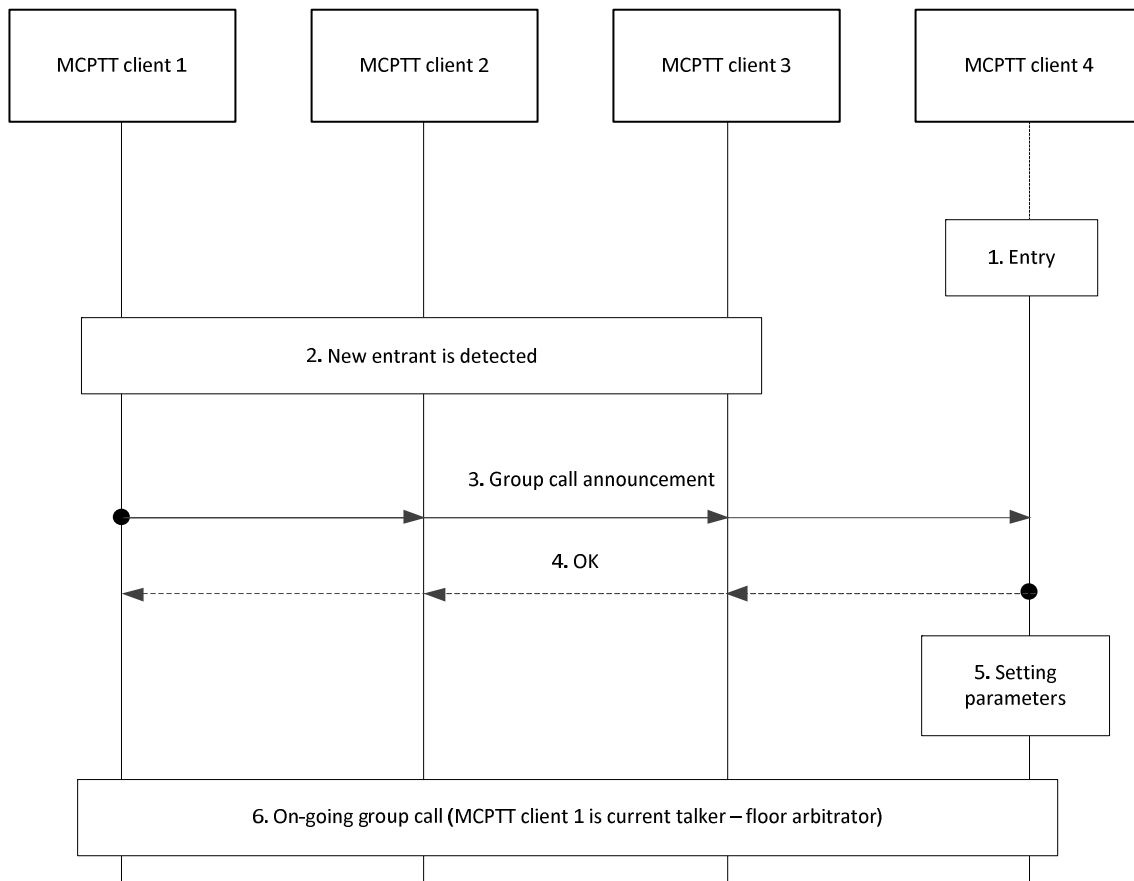 MCPTT client 1
MCPTT client 2
MCPTT client 3
MCPTT client 4
1. Entry
2. New entrant is detected
3. Group call announcement
4. OK
5. Setting
parameters
6. On-going group call (MCPTT client 1 is current talker – floor arbitrator)